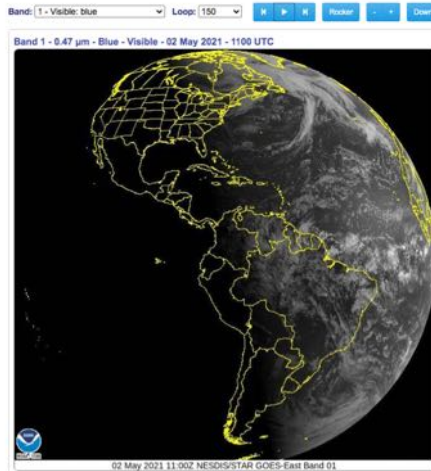 Band: 1 - Visible: blue Loop: 150 Rocker - + Down
Band 1 - 0.47 µm - Blue - Visible - 02 May 2021 - 1100 UTC
02 May 2021 11:00Z NESDIS/STAR GOES-East Band 01